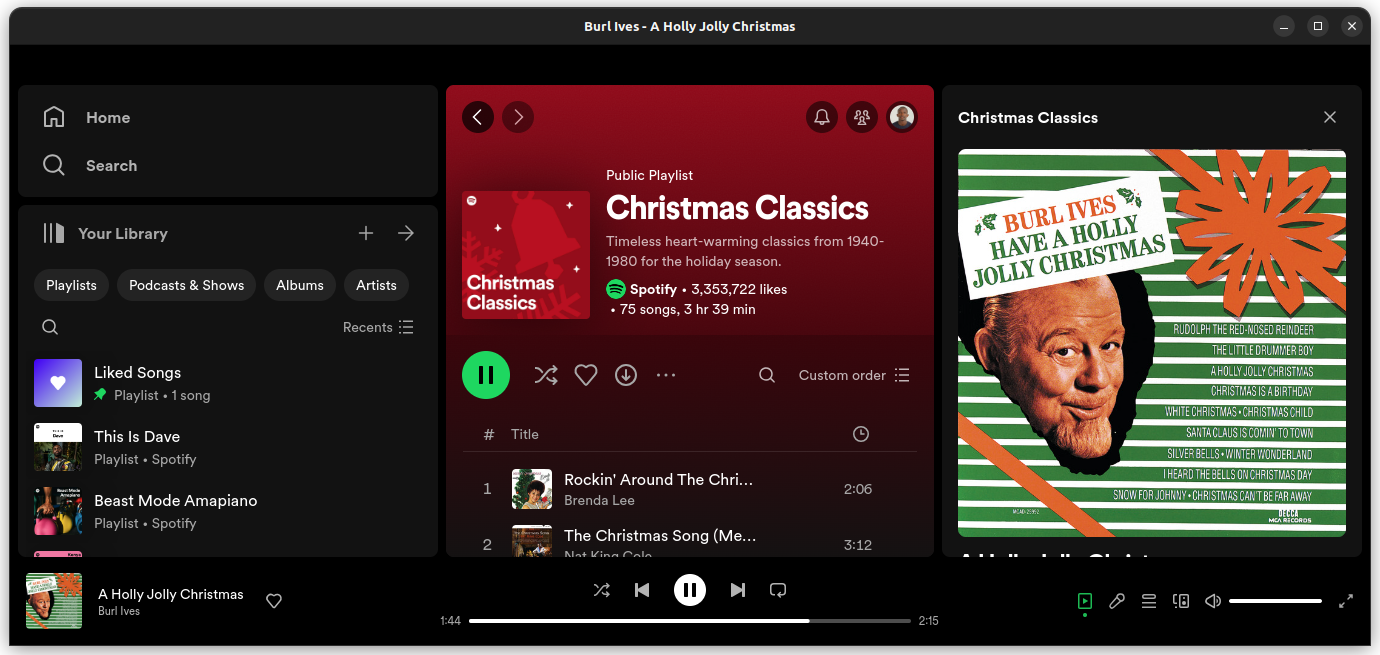 Burl Ives - A Holly Jolly Christmas
Home
Search
Your Library
Playlists
Podcasts & Shows
Albums
Artists
Recents
Liked Songs
Playlist • 1 song
This Is Dave
Playlist • Spotify
Beast Mode Amapiano
Playlist • Spotify
Public Playlist
Christmas Classics
Timeless heart-warming classics from 1940-
1980 for the holiday season.
Spotify • 3,353,722 likes
• 75 songs, 3 hr 39 min
Christmas
Classics
Custom order
# Title
1 Rockin' Around The Chri... 2:06
Brenda Lee
2 The Christmas Song (Me... 3:12
Nat King Cole
Christmas Classics
BURL IVES
HAVE A HOLLY
JOLLY CHRISTMAS
RUDOLPH THE RED-NOSED REINDEER
THE LITTLE DRUMMER BOY
A HOLLY JOLLY CHRISTMAS
CHRISTMAS IS A BIRTHDAY
WHITE CHRISTMAS • CHRISTMAS CHILD
SANTA CLAUS IS COMIN' TO TOWN
SILVER BELLS • WINTER WONDERLAND
I HEARD THE BELLS ON CHRISTMAS DAY
SNOW FOR JOHNNY • CHRISTMAS CAN'T BE FAR AWAY
DECCA
MCA RECORDS
A Holly Jolly Christmas
A Holly Jolly Christmas
Burl Ives
1:44
2:15